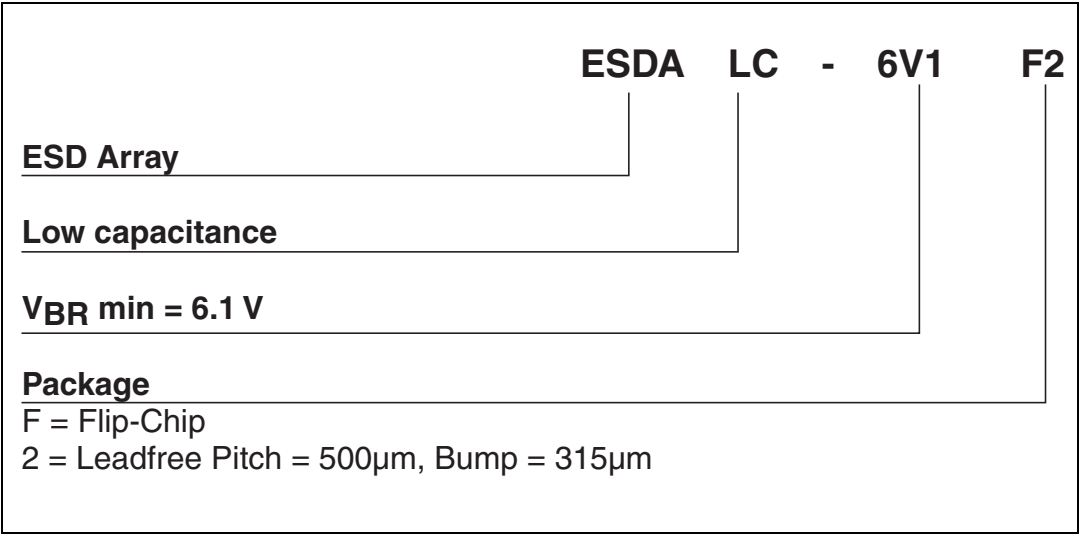 ESDA LC - 6V1 F2
ESD Array
Low capacitance
VBR min = 6.1 V
Package
F = Flip-Chip
2 = Leadfree Pitch = 500µm, Bump = 315µm